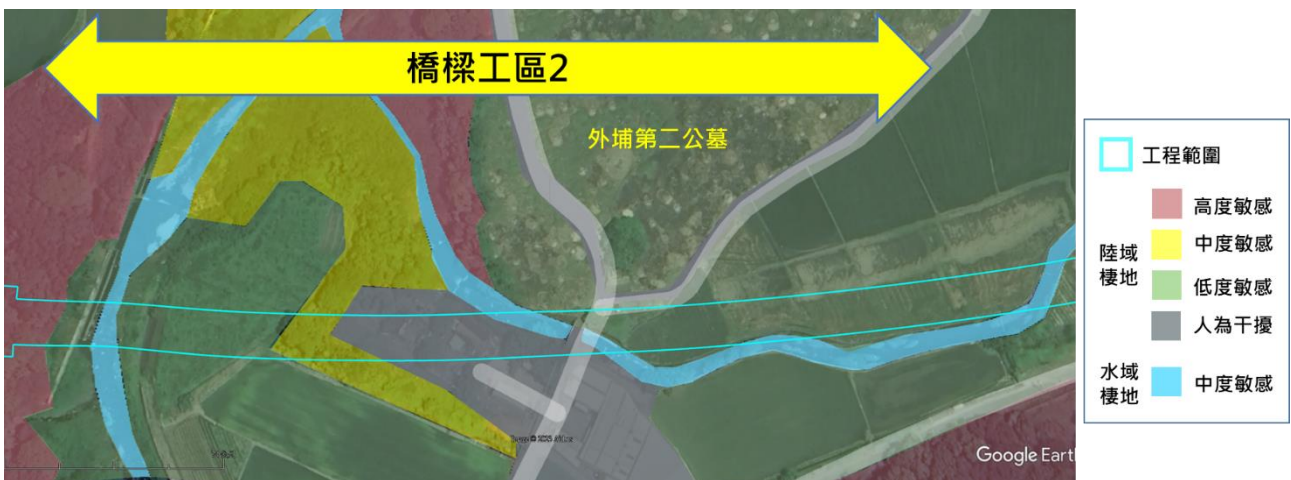 橋樑工區2
外埔第二公墓
Google Eart
工程範圍
陸域棲地
高度敏感
中度敏感
低度敏感
人為干擾
水域棲地
中度敏感